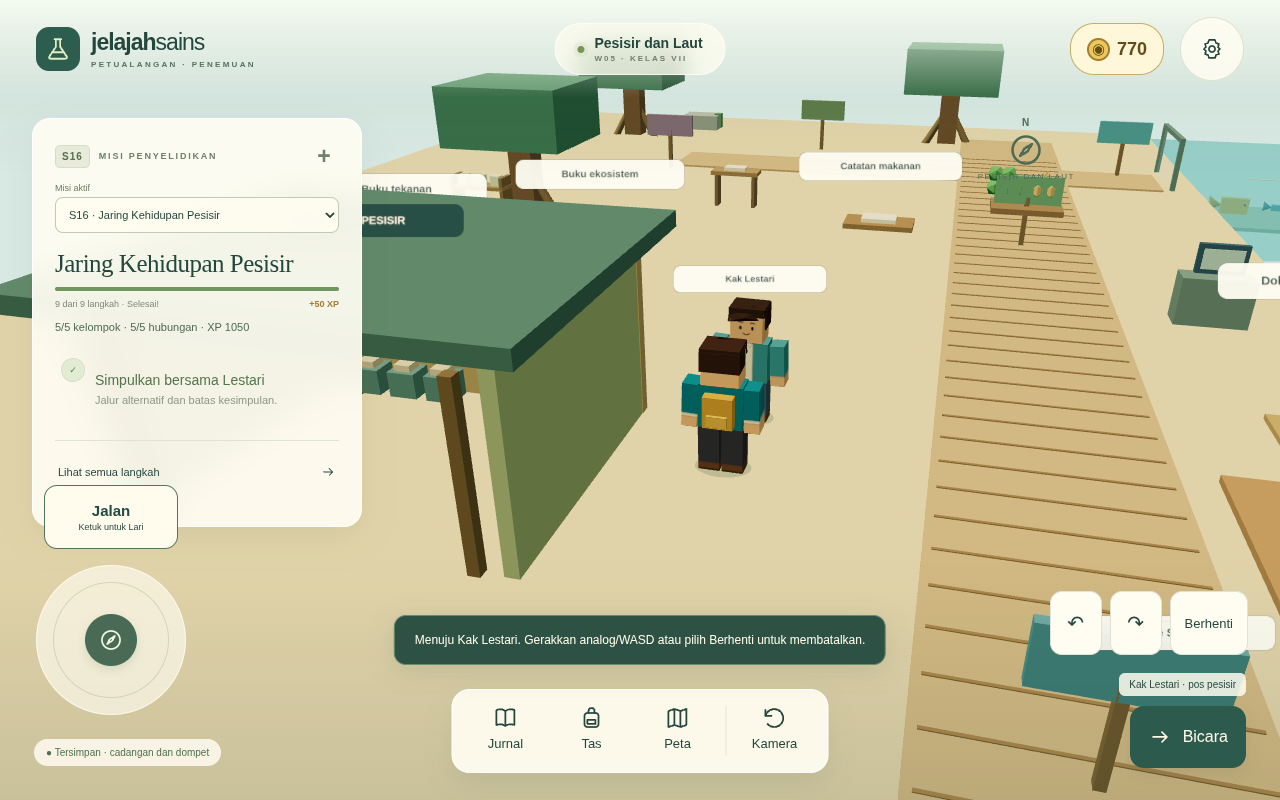 jelajahsains
PETUALANGAN · PENEMUAN
Pesisir dan Laut
W05 · KELAS VII
770
S16 MISI PENYELIDIKAN
Misi aktif
S16 · Jaring Kehidupan Pesisir
Jaring Kehidupan Pesisir
9 dari 9 langkah · Selesai!
+50 XP
5/5 kelompok · 5/5 hubungan · XP 1050
Simpulkan bersama Lestari
Jalur alternatif dan batas kesimpulan.
Lihat semua langkah
Jalan
Ketuk untuk Lari
Buku tekanan
PESISIR
Buku ekosistem
Catatan makanan
N
PESISIR DAN LAUT
Kak Lestari
Menuju Kak Lestari. Gerakkan analog/WASD atau pilih Berhenti untuk membatalkan.
Berhenti
Kak Lestari · pos pesisir
Bicara
Jurnal
Tas
Peta
Kamera
Tersimpan · cadangan dan dompet